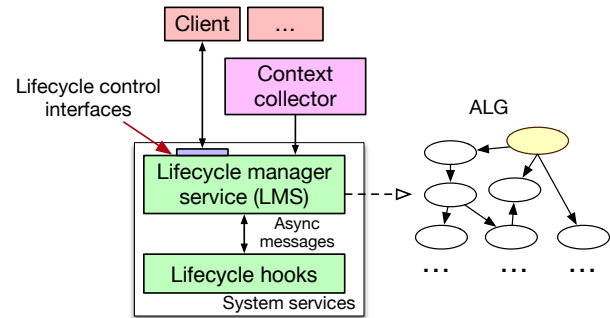 Client
...
Lifecycle control
interfaces
Context
collector
ALG
Lifecycle manager
service (LMS)
Async
messages
Lifecycle hooks
System services
... ... ...